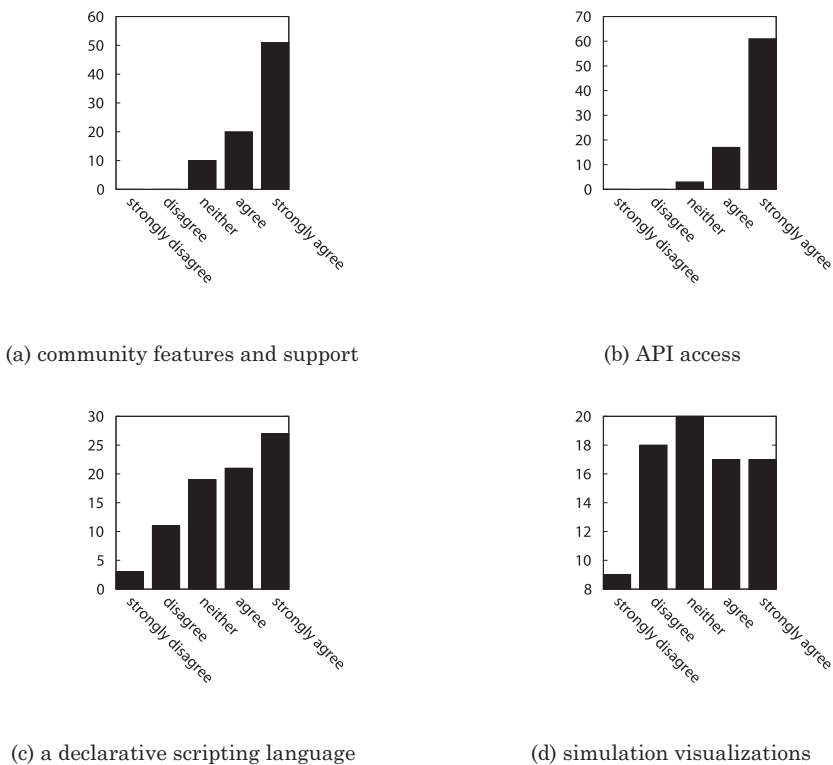 60
50
40
30
20
10
0
strongly disagree
disagree
neither
agree
strongly agree
(a) community features and support
70
60
50
40
30
20
10
0
strongly disagree
disagree
neither
agree
strongly agree
(b) API access
30
25
20
15
10
5
0
strongly disagree
disagree
neither
agree
strongly agree
(c) a declarative scripting language
20
18
16
14
12
10
8
strongly disagree
disagree
neither
agree
strongly agree
(d) simulation visualizations